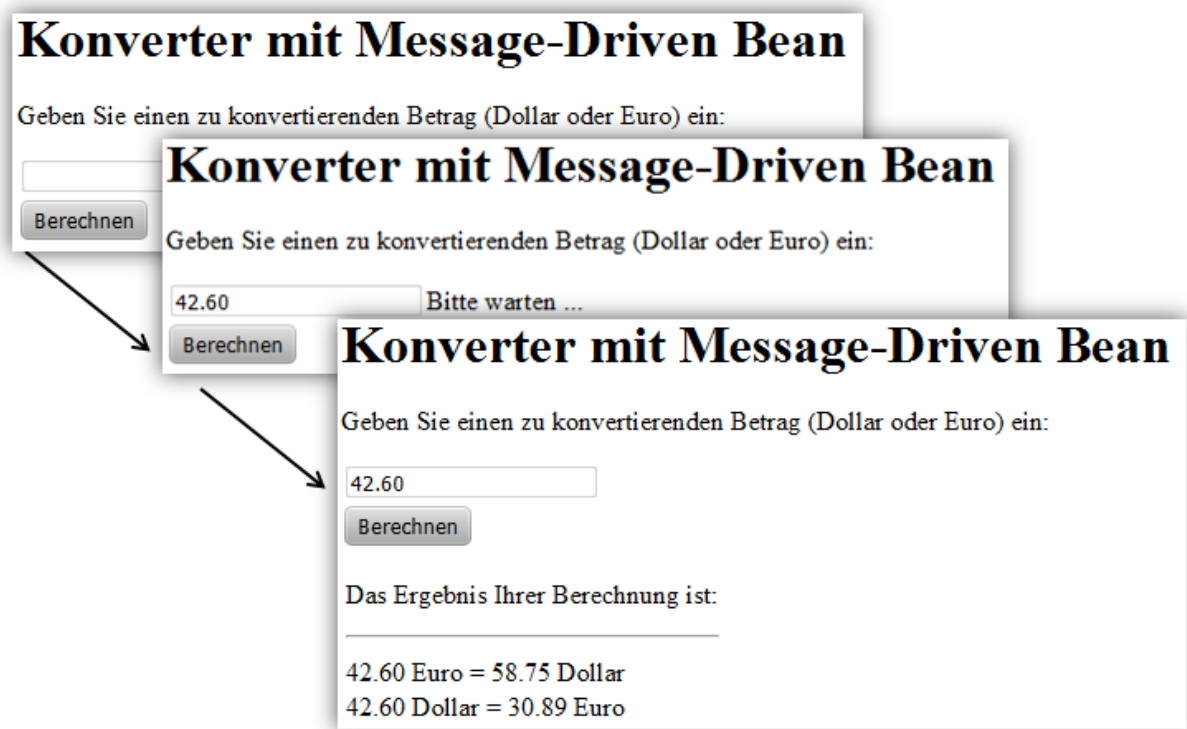 Konverter mit Message-Driven Bean
Geben Sie einen zu konvertierenden Betrag (Dollar oder Euro) ein:
Berechnen
Konverter mit Message-Driven Bean
Geben Sie einen zu konvertierenden Betrag (Dollar oder Euro) ein:
42.60 Bitte warten ...
Berechnen
Konverter mit Message-Driven Bean
Geben Sie einen zu konvertierenden Betrag (Dollar oder Euro) ein:
42.60
Berechnen
Das Ergebnis Ihrer Berechnung ist:
42.60 Euro = 58.75 Dollar
42.60 Dollar = 30.89 Euro